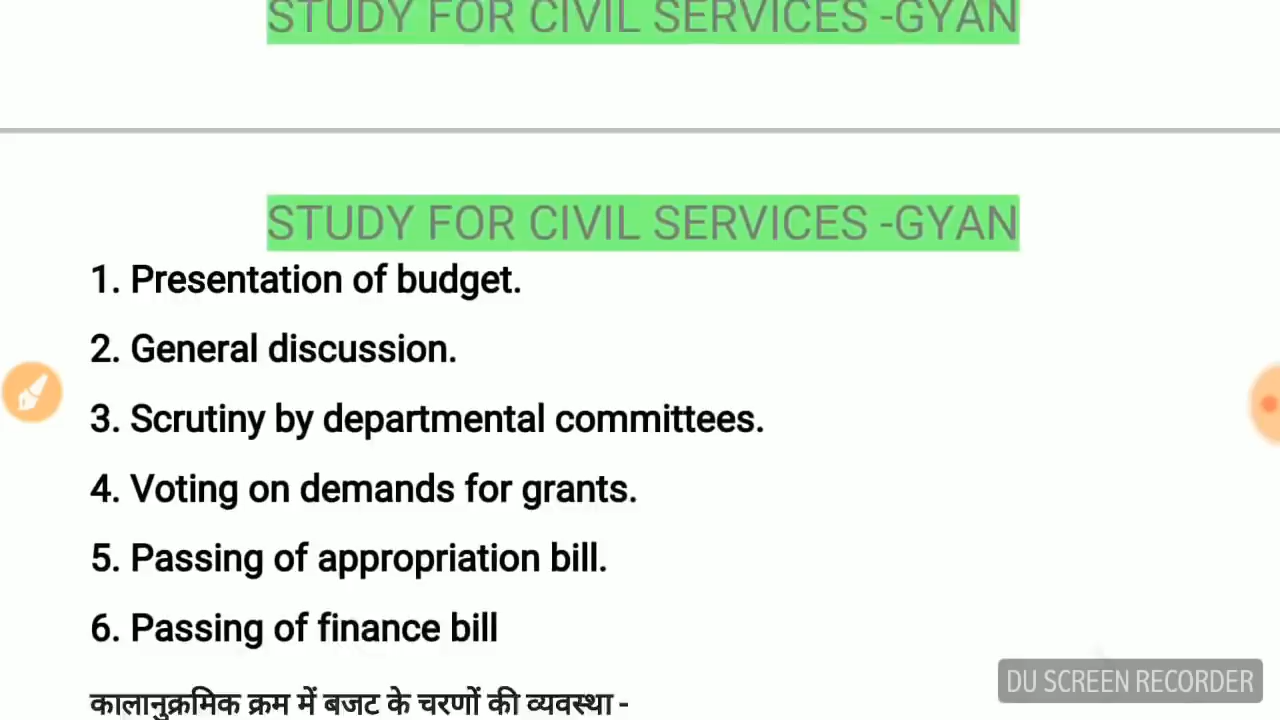 STUDY FOR CIVIL SERVICES -GYAN
STUDY FOR CIVIL SERVICES -GYAN
1. Presentation of budget.
2. General discussion.
3. Scrutiny by departmental committees.
4. Voting on demands for grants.
5. Passing of appropriation bill.
6. Passing of finance bill
DU SCREEN RECORDER
कालानुक्रमिक क्रम में बजट के चरणों की व्यवस्था -